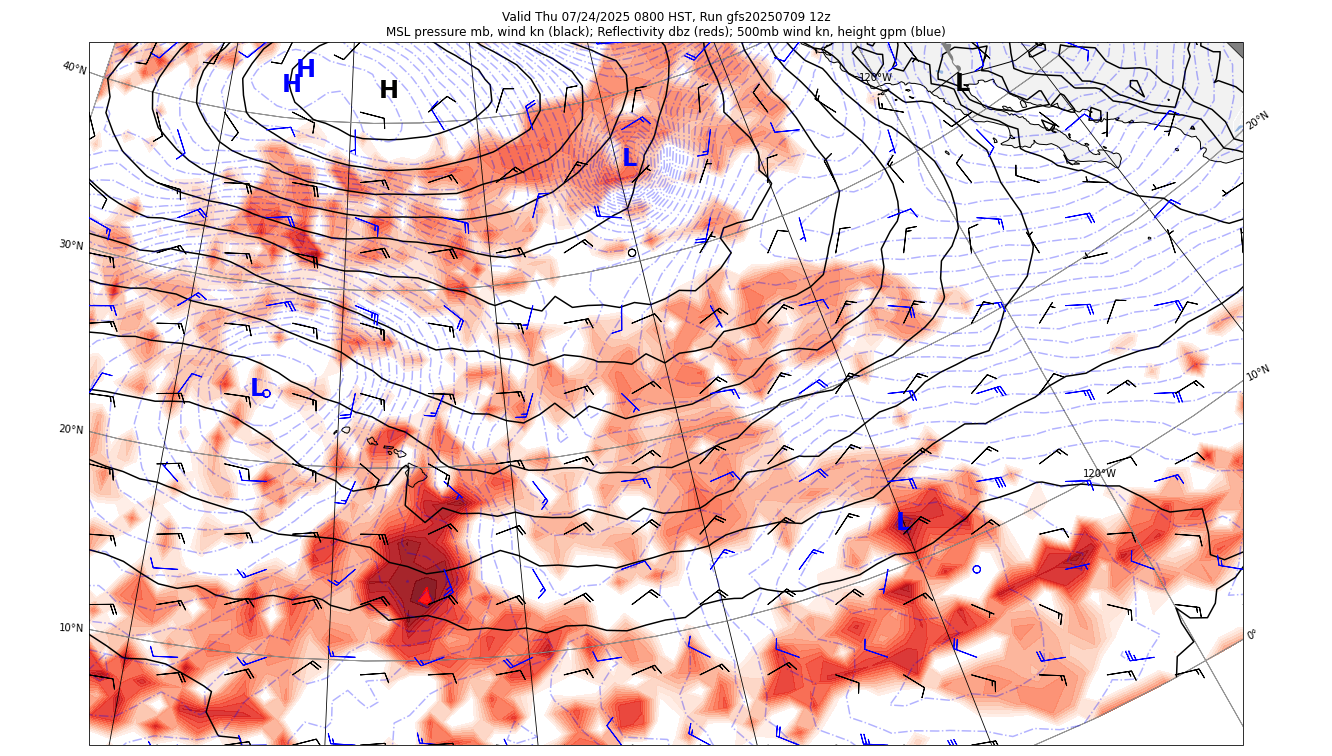 Valid Thu 07/24/2025 0800 HST, Run gfs20250709 12z
MSL pressure mb, wind kn (black); Reflectivity dbz (reds); 500mb wind kn, height gpm (blue)
40°N
H
H
H
120°W
L
20°N
L
30°N
L
10°N
20°N
120°W
L
10°N
0°